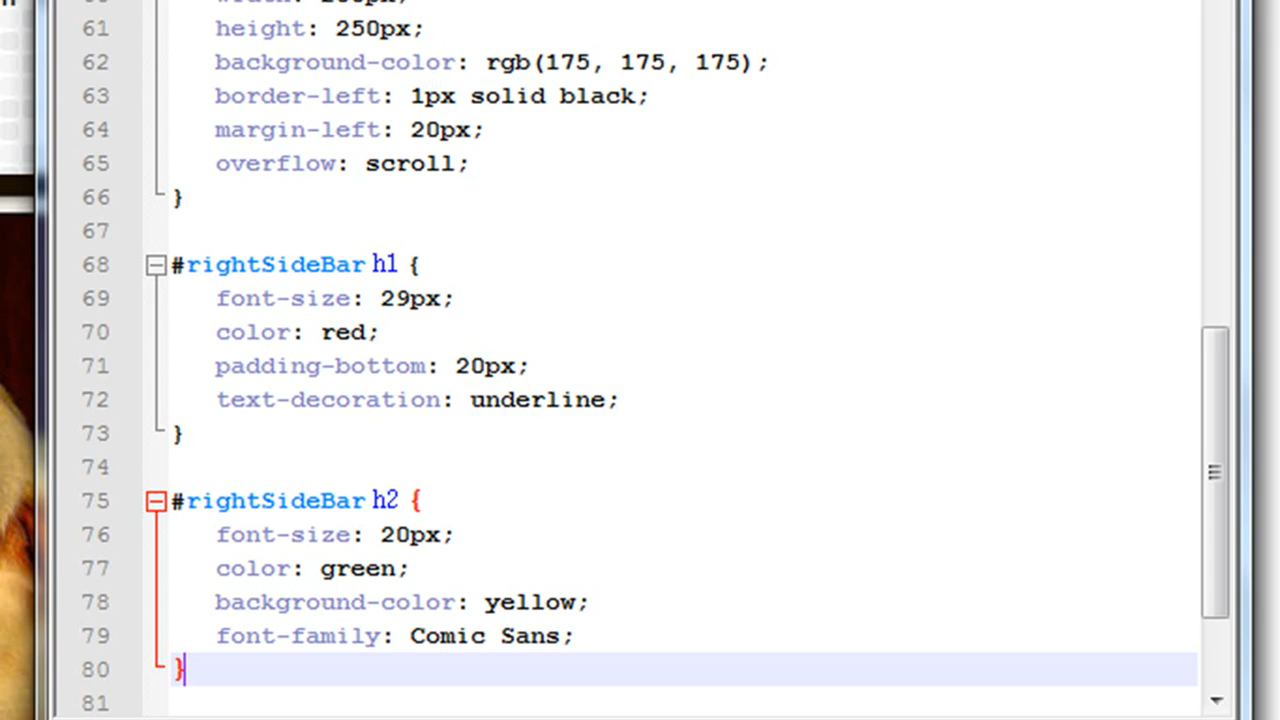 61 height: 250px;
62 background-color: rgb(175, 175, 175);
63 border-left: 1px solid black;
64 margin-left: 20px;
65 overflow: scroll;
66 }
67
68 #rightSideBar h1 {
69 font-size: 29px;
70 color: red;
71 padding-bottom: 20px;
72 text-decoration: underline;
73 }
74
75 #rightSideBar h2 {
76 font-size: 20px;
77 color: green;
78 background-color: yellow;
79 font-family: Comic Sans;
80 }
81